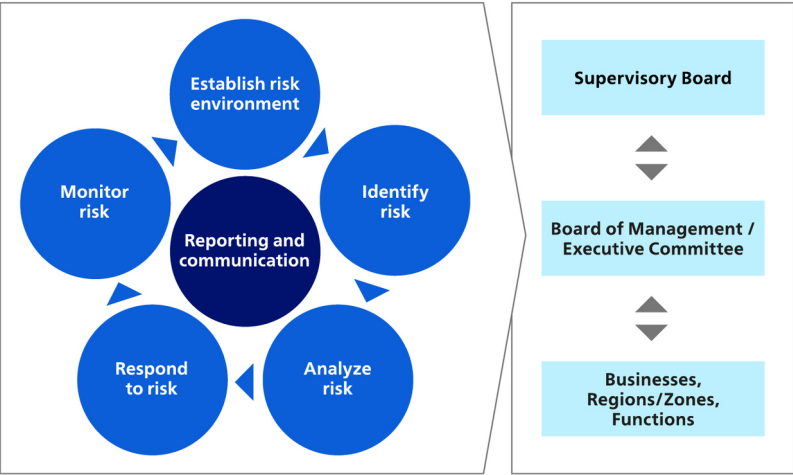 Establish risk
environment
Identify
risk
Analyze
risk
Respond
to risk
Monitor
risk
Reporting and
communication
Supervisory Board
Board of Management /
Executive Committee
Businesses,
Regions/Zones,
Functions